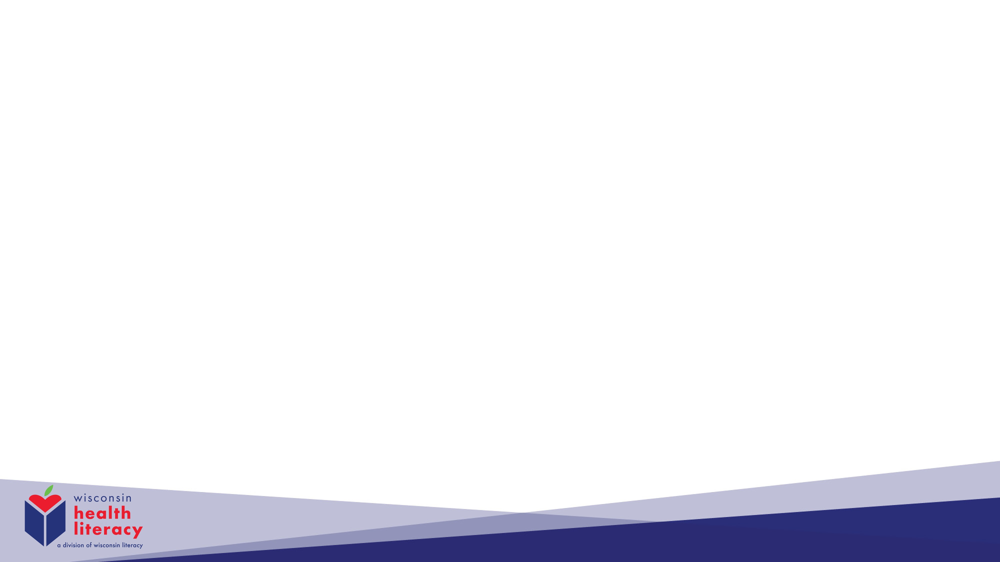 wisconsin
health
literacy
a division of wisconsin literacy